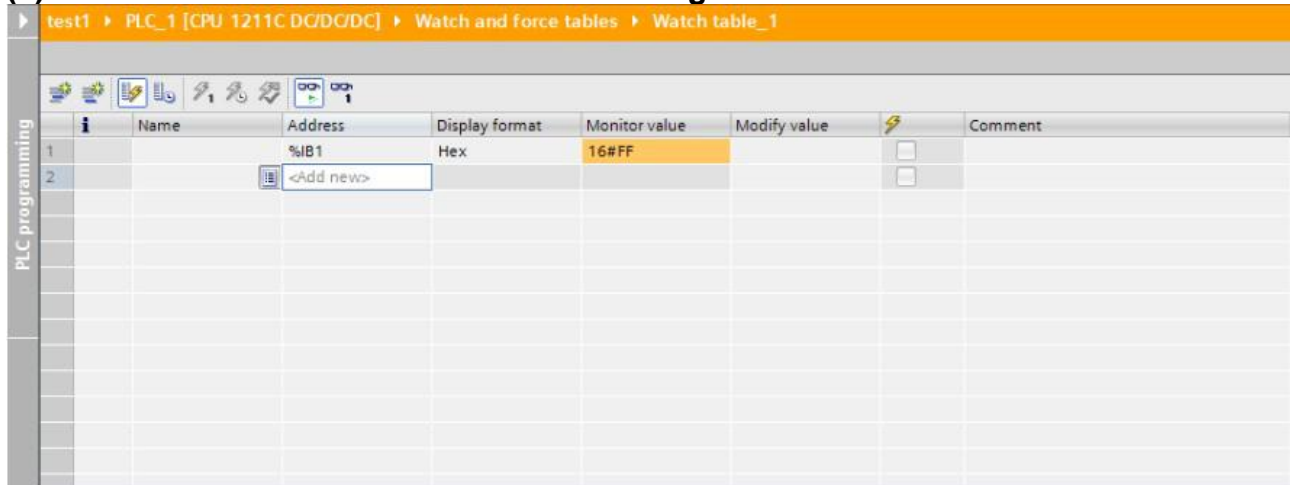 test1 ▸ PLC_1 [CPU 1211C DC/DC/DC] ▸ Watch and force tables ▸ Watch table_1
i Name Address Display format Monitor value Modify value Comment
1 %IB1 Hex 16#FF
2 <Add new>
PLC programming